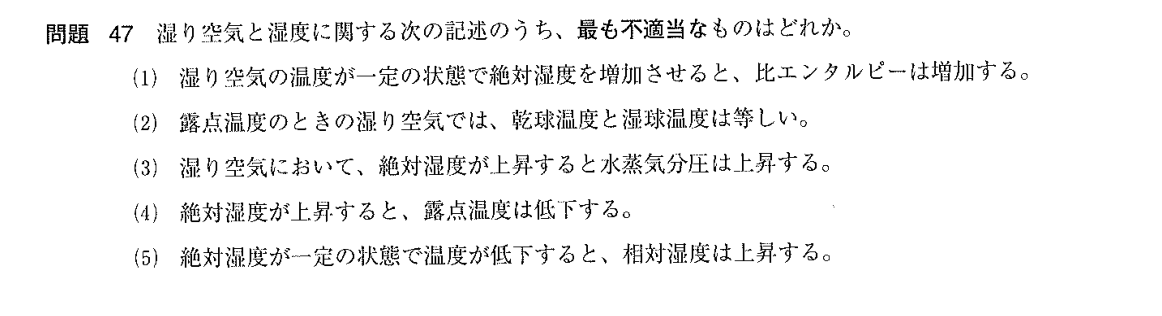 問題 47 湿り空気と湿度に関する次の記述のうち、最も不適当なものはどれか。
(1) 湿り空気の温度が一定の状態で絶対湿度を増加させると、比エンタルピーは増加する。
(2) 露点温度のときの湿り空気では、乾球温度と湿球温度は等しい。
(3) 湿り空気において、絶対湿度が上昇すると水蒸気分圧は上昇する。
(4) 絶対湿度が上昇すると、露点温度は低下する。
(5) 絶対湿度が一定の状態で温度が低下すると、相対湿度は上昇する。